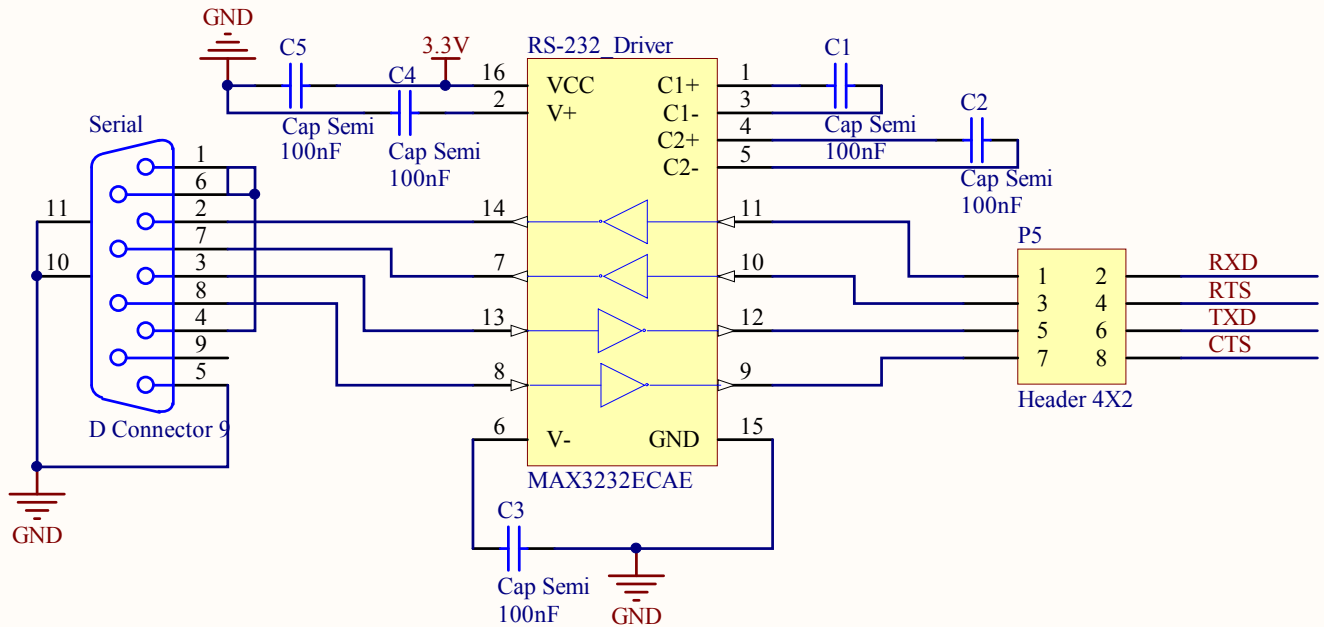 GND
C5
3.3V
RS-232_Driver
C1
C4
16
VCC
C1+
1
2
V+
C1-
3
C2
Serial
Cap Semi
100nF
Cap Semi
100nF
C2+
4
Cap Semi
100nF
C2-
5
Cap Semi
100nF
1
6
11
2
14
11
P5
7
10
3
7
10
1
2
RXD
8
3
4
RTS
4
13
12
5
6
TXD
9
7
8
CTS
5
8
9
Header 4X2
D Connector 9
6
V-
GND
15
MAX3232ECAE
GND
C3
Cap Semi
100nF
GND